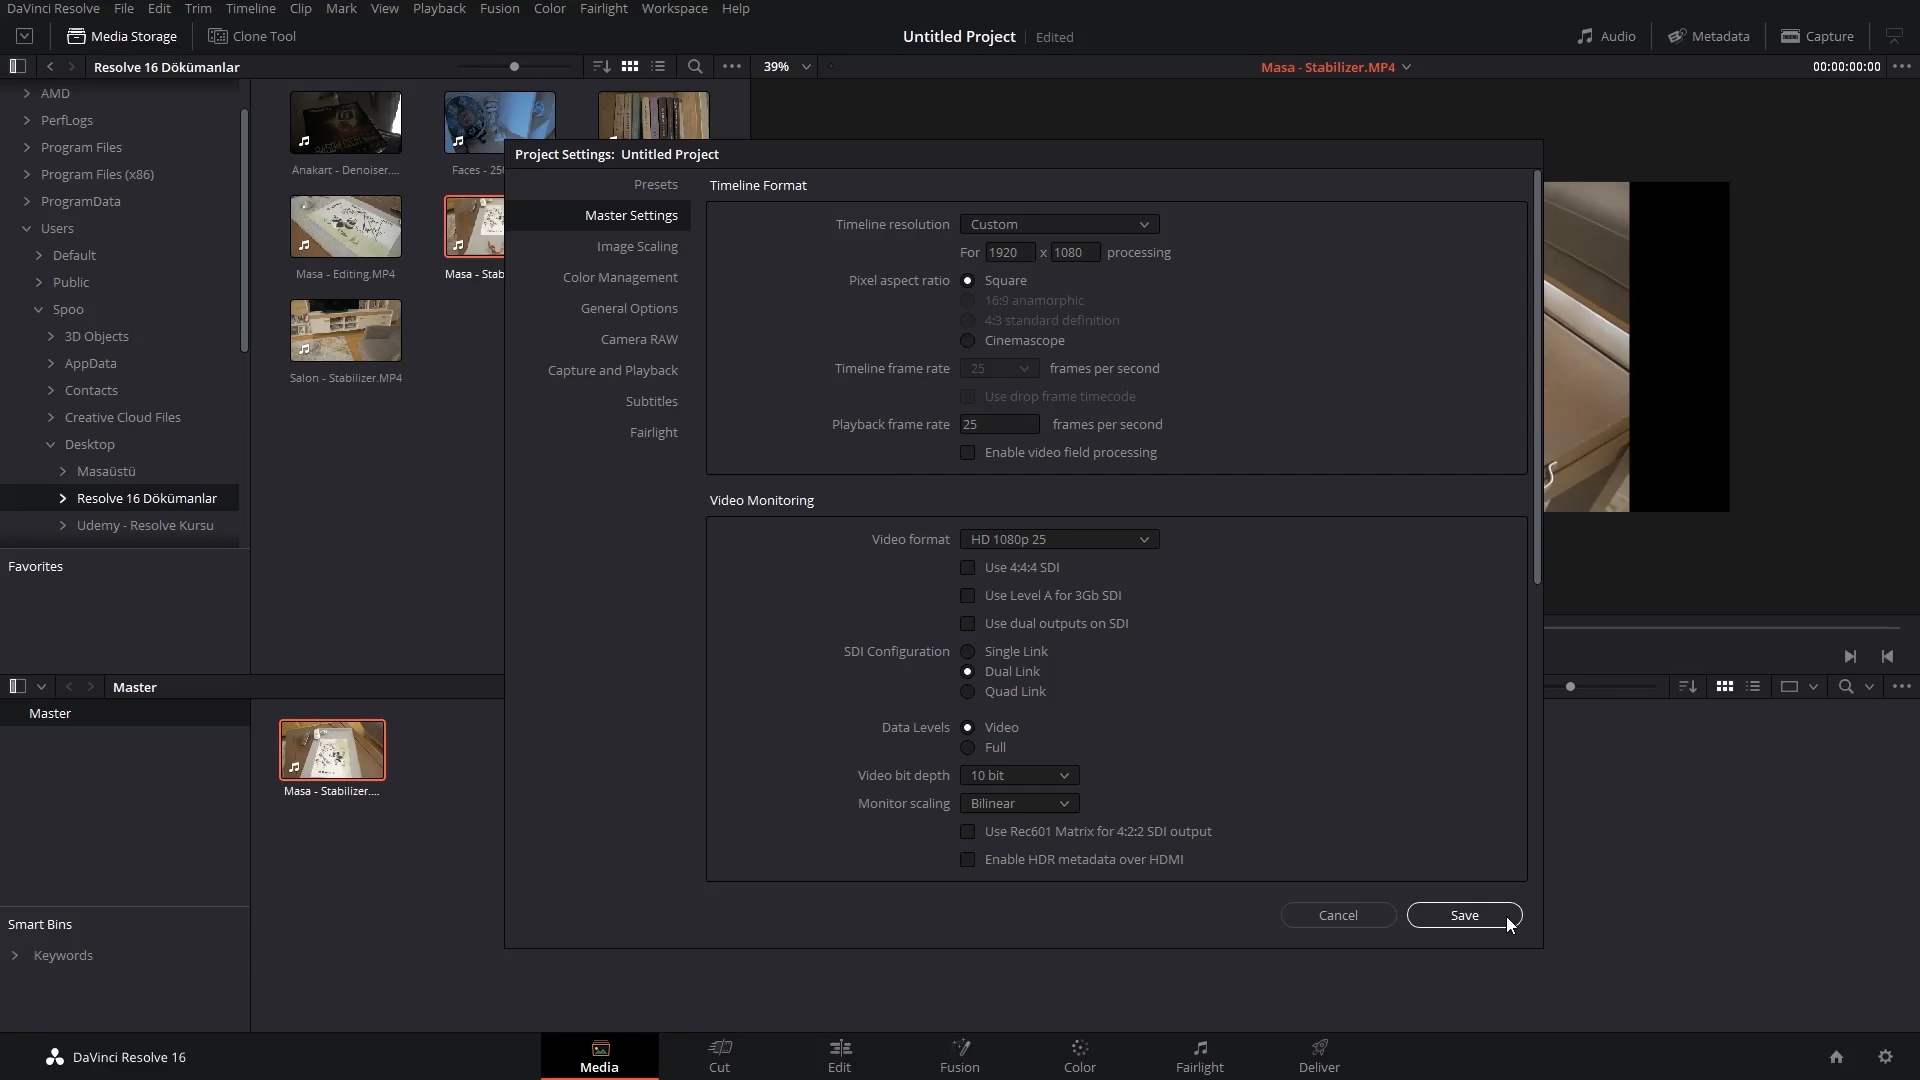 DaVinci Resolve File Edit Trim Timeline Clip Mark View Playback Fusion Color Fairlight Workspace Help
Media Storage Clone Tool Untitled Project Edited Audio Metadata Capture
Resolve 16 Dökümanlar 39% Masa - Stabilizer.MP4 00:00:00:00
AMD
PerfLogs
Program Files
Program Files (x86)
ProgramData
Users
Default
Public
Spoo
3D Objects
AppData
Contacts
Creative Cloud Files
Desktop
Masaüstü
Resolve 16 Dökümanlar
Udemy - Resolve Kursu
Favorites
Anakart - Denoiser....
Faces - 25
Masa - Editing.MP4
Masa - Stab
Salon - Stabilizer.MP4
Project Settings: Untitled Project
Presets
Master Settings
Image Scaling
Color Management
General Options
Camera RAW
Capture and Playback
Subtitles
Fairlight
Timeline Format
Timeline resolution Custom
For 1920 x 1080 processing
Pixel aspect ratio Square
16:9 anamorphic
4:3 standard definition
Cinemascope
Timeline frame rate 25 frames per second
Use drop frame timecode
Playback frame rate 25 frames per second
Enable video field processing
Video Monitoring
Video format HD 1080p 25
Use 4:4:4 SDI
Use Level A for 3Gb SDI
Use dual outputs on SDI
SDI Configuration Single Link
Dual Link
Quad Link
Data Levels Video
Full
Video bit depth 10 bit
Monitor scaling Bilinear
Use Rec601 Matrix for 4:2:2 SDI output
Enable HDR metadata over HDMI
Cancel Save
Master
Master
Masa - Stabilizer....
Smart Bins
Keywords
DaVinci Resolve 16
Media Cut Edit Fusion Color Fairlight Deliver